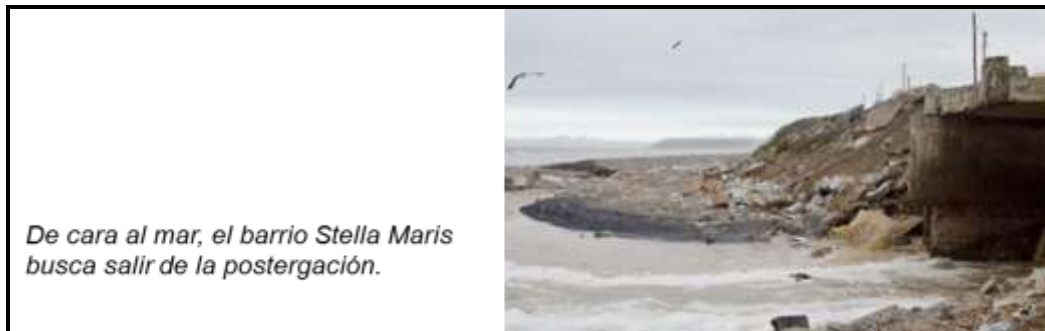 De cara al mar, el barrio Stella Maris
busca salir de la postergación.